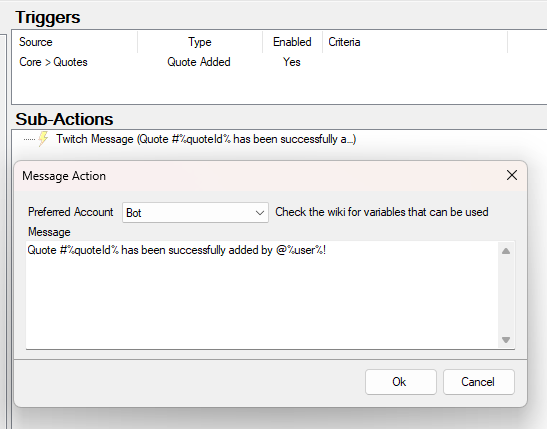 Triggers
Source Type Enabled Criteria
Core > Quotes Quote Added Yes
Sub-Actions
Twitch Message (Quote #%quoteId% has been successfully a...)
Message Action
Preferred Account Bot Check the wiki for variables that can be used
Message
Quote #%quoteId% has been successfully added by @%user%!
Ok Cancel